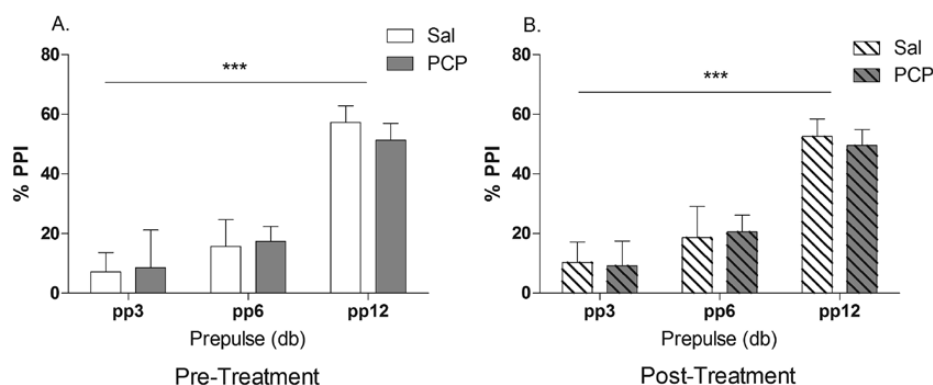 A.
Sal
PCP
***
% PPI
80
60
40
20
0
pp3 pp6 pp12
Prepulse (db)
Pre-Treatment
B.
Sal
PCP
***
% PPI
80
60
40
20
0
pp3 pp6 pp12
Prepulse (db)
Post-Treatment